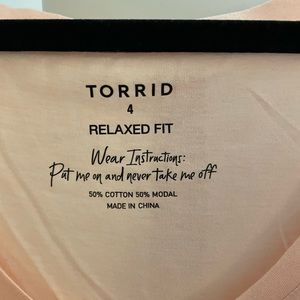 TORRID
4
RELAXED FIT
Wear Instructions:
Put me on and never take me off
50% COTTON 50% MODAL
MADE IN CHINA